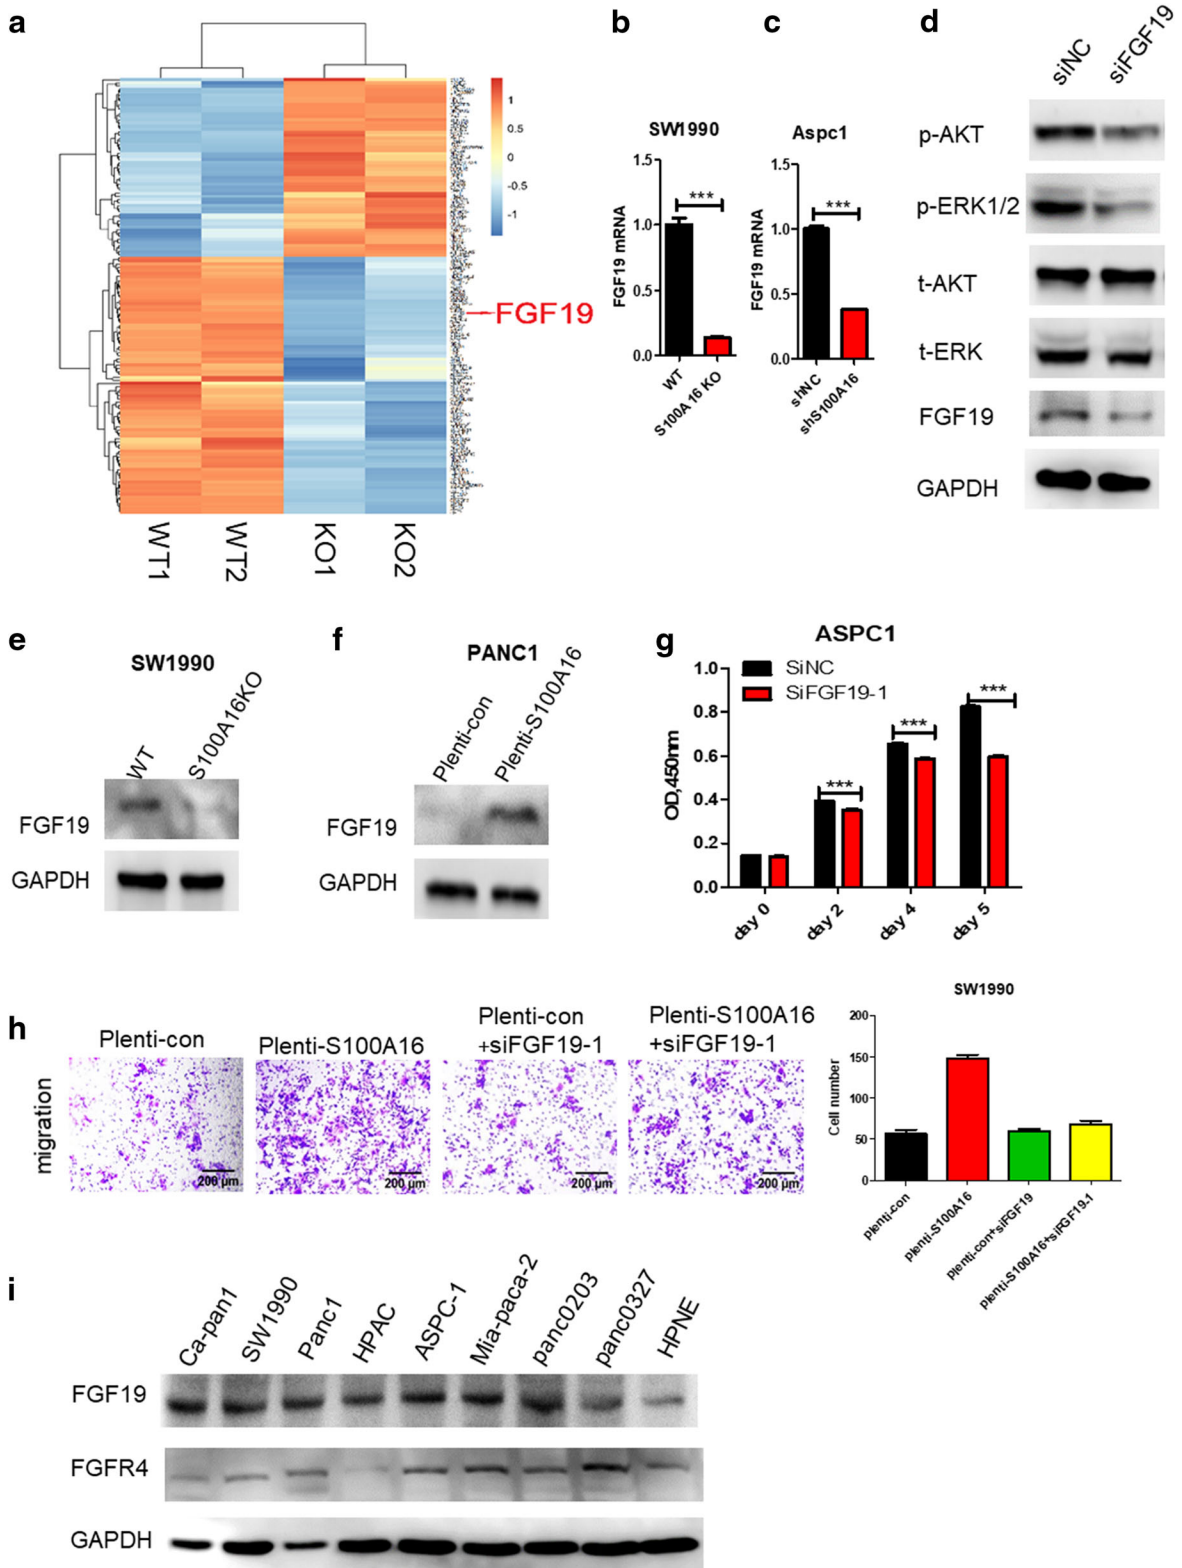 a
1
0.5
0
-0.5
-1
FGF19
WT1
WT2
KO1
KO2
b
SW1990
FGF19 mRNA
1.5
1.0
0.5
0.0
***
WT
S100A16 KO
c
Aspc1
FGF19 mRNA
1.5
1.0
0.5
0.0
***
shNC
shS100A16
d
siNC
siFGF19
p-AKT
p-ERK1/2
t-AKT
t-ERK
FGF19
GAPDH
e
SW1990
WT
S100A16KO
FGF19
GAPDH
f
PANC1
Plenti-con
Plenti-S100A16
FGF19
GAPDH
g
ASPC1
SiNC
SiFGF19-1
OD,450nm
1.0
0.8
0.6
0.4
0.2
0.0
***
***
***
day 0
day 2
day 4
day 5
h
migration
Plenti-con
Plenti-S100A16
Plenti-con
+siFGF19-1
Plenti-S100A16
+siFGF19-1
200 µm
200 µm
200 µm
200 µm
SW1990
Cell number
200
150
100
50
0
plenti-con
plenti-S100A16
plenti-con+siFGF19
plenti-S100A16+siFGF19-1
i
Ca-pan1
SW1990
Panc1
HPAC
ASPC-1
Mia-paca-2
panc0203
panc0327
HPNE
FGF19
FGFR4
GAPDH